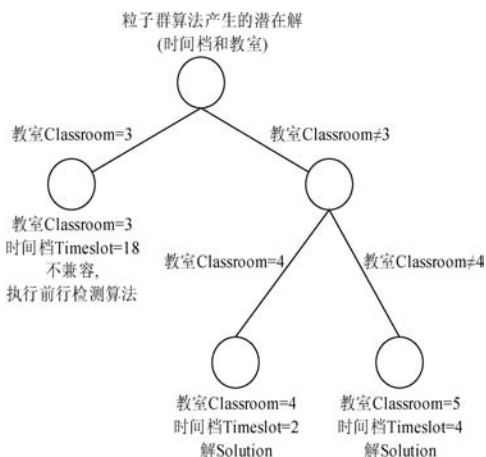 粒子群算法产生的潜在解
(时间档和教室)
教室Classroom=3
教室Classroom≠3
教室Classroom=3
时间档Timeslot=18
不兼容,
执行前行检测算法
教室Classroom=4
教室Classroom≠4
教室Classroom=4
时间档Timeslot=2
解Solution
教室Classroom=5
时间档Timeslot=4
解Solution